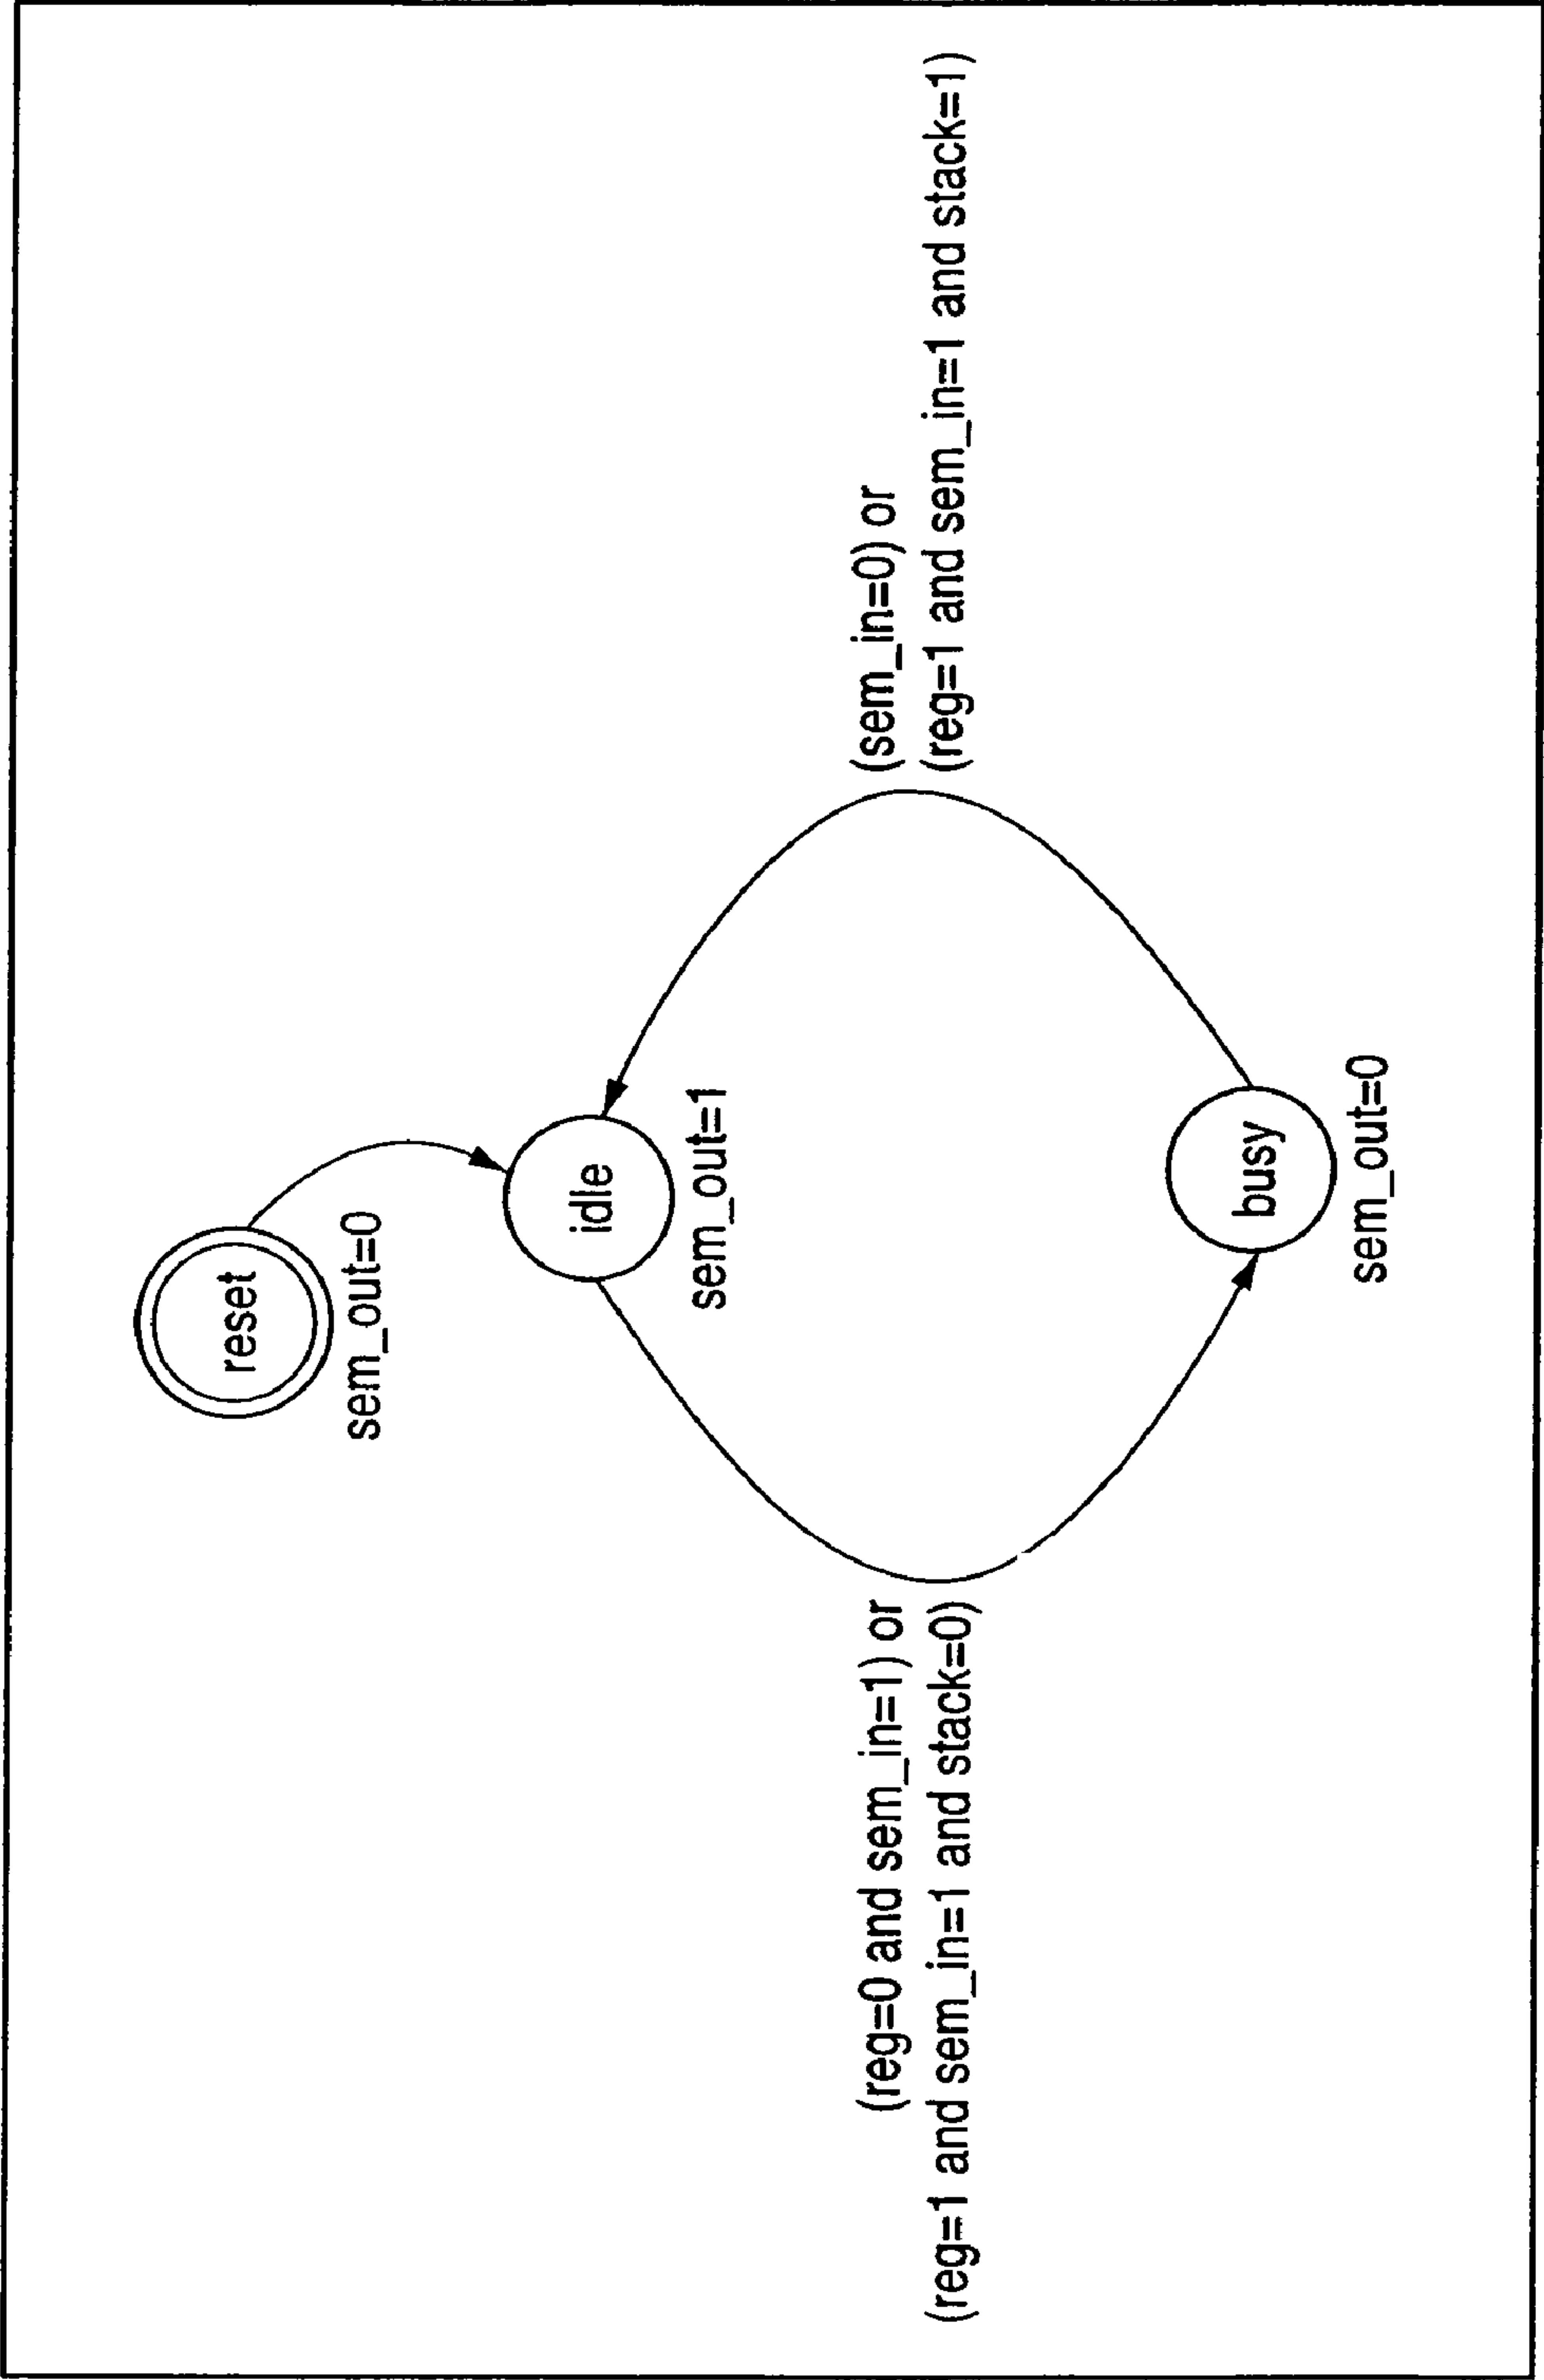 reset
sem_out=0
idle
sem_out=1
(reg=0 and sem_in=1) or
(reg=1 and sem_in=1 and stack=0)
(sem_in=0) or
(reg=1 and sem_in=1 and stack=1)
busy
sem_out=0